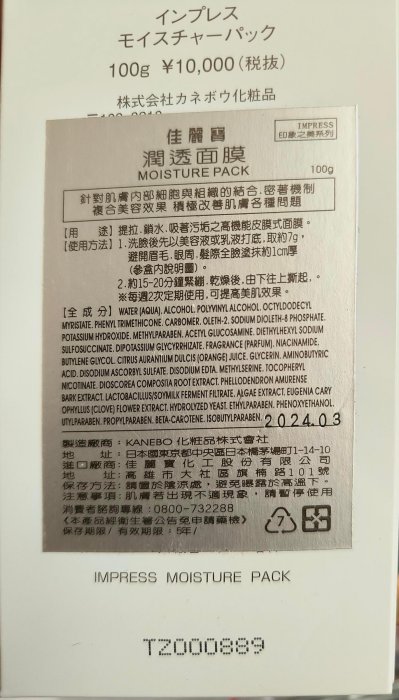 インプレス
モイスチャーパック
100g ¥10,000(税抜)
株式会社カネボウ化粧品
佳麗寶
IMPRESS
印象之美系列
潤透面膜
MOISTURE PACK
100g
針對肌膚內部細胞與組織的結合.密著機制
複合美容效果 積極改善肌膚各種問題
【用 途】提拉.鎖水.吸著污垢之高機能皮膜式面膜。
【使用方法】1.洗臉後先以美容液或乳液打底.取約7g,
避開眉毛.眼周.髮際全臉塗抹約1cm厚
(參盒內說明圖)。
2.約15-20分鐘緊繃.乾燥後.由下往上撕起.。
※每週2次定期使用.可提高美肌效果。
【全 成 分】WATER (AQUA). ALCOHOL. POLYVINYL ALCOHOL. OCTYLDODECYL
MYRISTATE. PHENYL TRIMETHICONE. CARBOMER. OLETH-2. SODIUM DIOLETH-8 PHOSPHATE.
POTASSIUM HYDROXIDE. METHYLPARABEN. ACETYL GLUCOSAMINE. DIETHYLHEXYL SODIUM
SULFOSUCCINATE. DIPOTASSIUM GLYCYRRHIZATE. FRAGRANCE (PARFUM). NIACINAMIDE.
BUTYLENE GLYCOL. CITRUS AURANTIUM DULCIS (ORANGE) JUICE. GLYCERIN. AMINOBUTYRIC
ACID. DISODIUM ASCORBYL SULFATE. DISODIUM EDTA. METHYLSERINE. TOCOPHERYL
NICOTINATE. DIOSCOREA COMPOSITA ROOT EXTRACT. PHELLODENDRON AMURENSE
BARK EXTRACT. LACTOBACILLUS/SOYMILK FERMENT FILTRATE. ALGAE EXTRACT. EUGENIA CARY
OPHYLLUS (CLOVE) FLOWER EXTRACT. HYDROLYZED YEAST. ETHYLPARABEN. PHENOXYETHANOL.
UTYLPARABEN. PROPYLPARABEN. BETA-CAROTENE. ISOBUTYLPARABEN.
2024.03
製造廠商:KANEBO 化粧品株式會社
地 址:日本國東京都中央區日本橋茅場町1-14-10
進口廠商:佳麗寶化工股份有限公司
地 址:高雄市大社區旗楠路101號
保存方法:請置於陰涼處,避免曝露於高溫下。
注意事項:肌膚若出現不適現象,請暫停使用
消費者諮詢專線:0800-732288
《本產品經衛生署公告免申請藥檢》
保存期限/有效期限:5年/
7
IMPRESS MOISTURE PACK
TZ000889